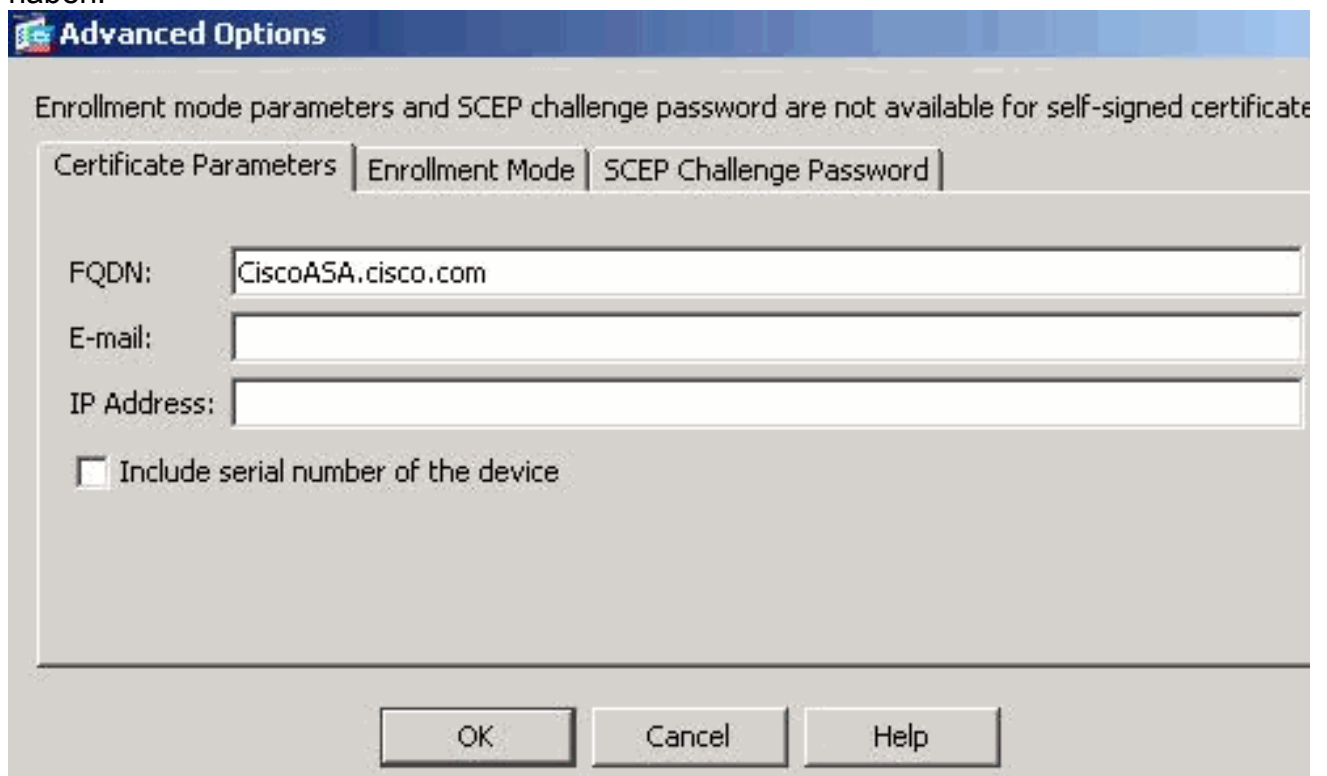 haben.
Advanced Options
Enrollment mode parameters and SCEP challenge password are not available for self-signed certificate
Certificate Parameters Enrollment Mode SCEP Challenge Password
FQDN: CiscoASA.cisco.com
E-mail:
IP Address:
Include serial number of the device
OK Cancel Help